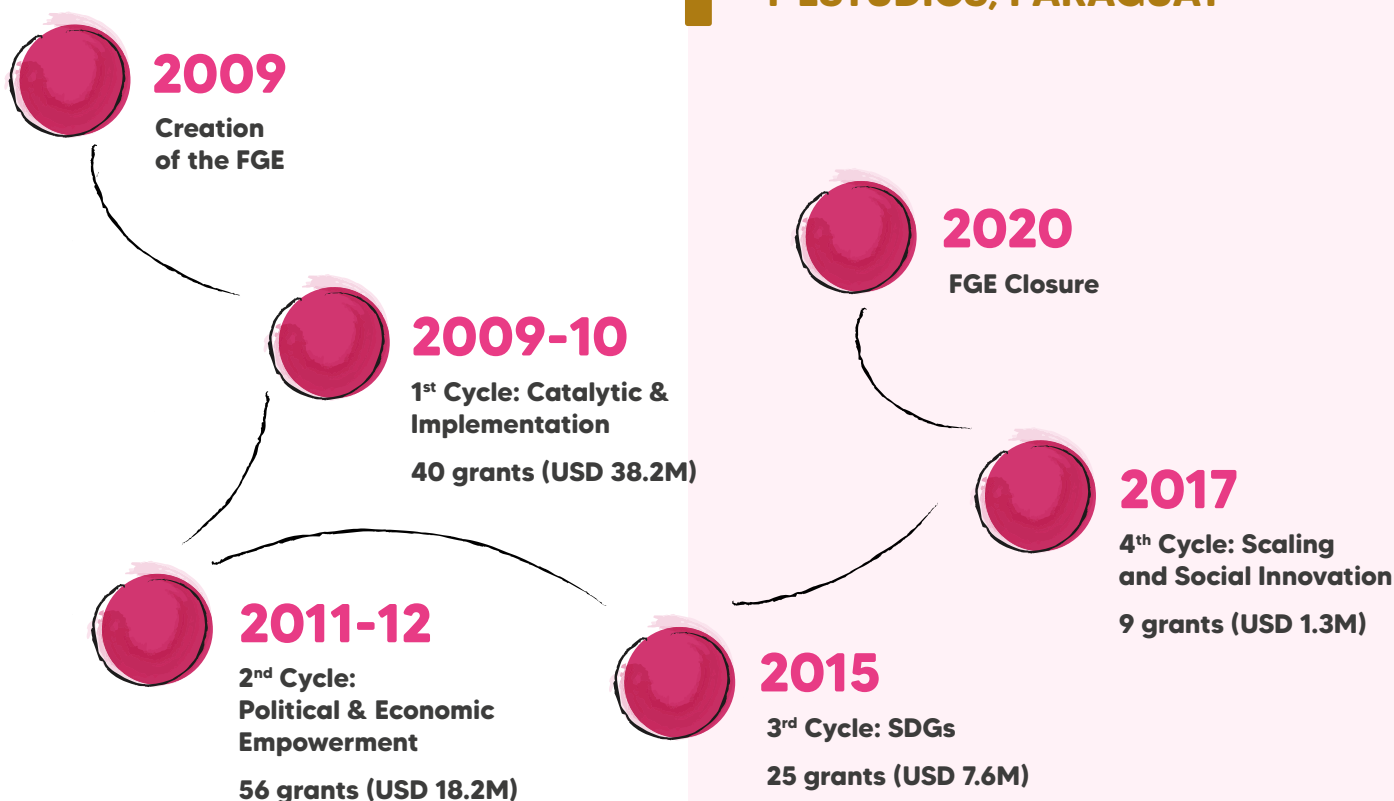 Y ESTUDIOS, PARAGUAY
2009
Creation
of the FGE
2009-10
1st Cycle: Catalytic &
Implementation
40 grants (USD 38.2M)
2011-12
2nd Cycle:
Political & Economic
Empowerment
56 grants (USD 18.2M)
2015
3rd Cycle: SDGs
25 grants (USD 7.6M)
2017
4th Cycle: Scaling
and Social Innovation
9 grants (USD 1.3M)
2020
FGE Closure